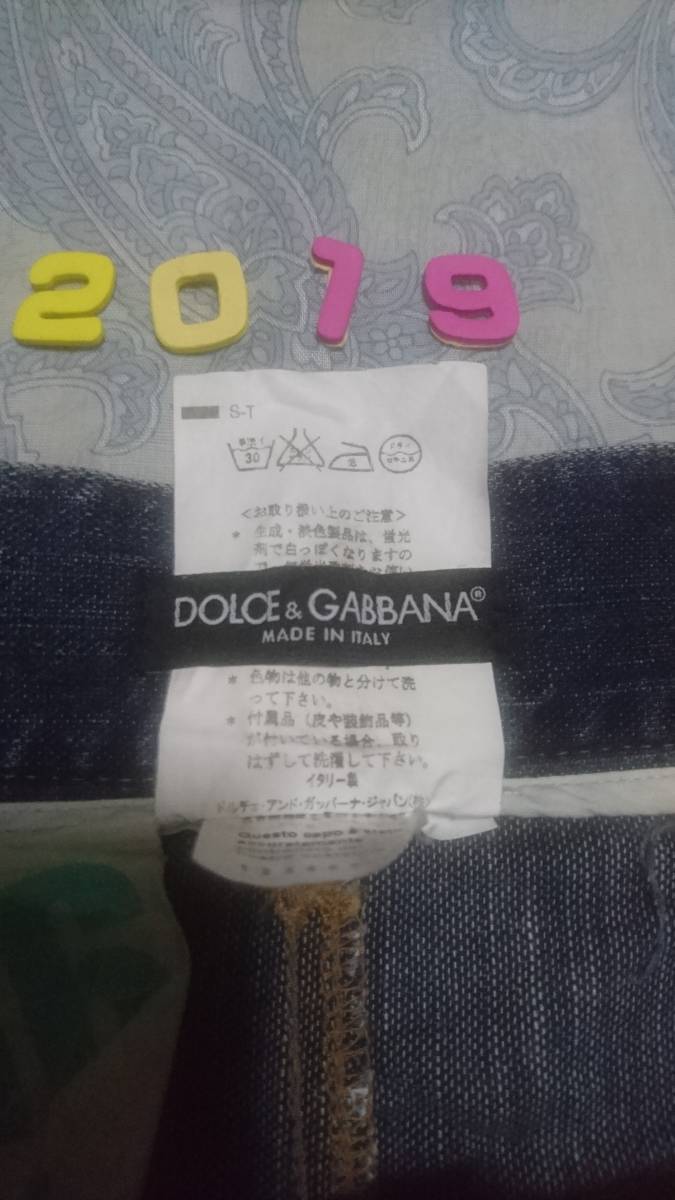 2019
S-T
30
<お取り扱い上のご注意>
* 生成・淡色製品は、蛍光
剤で白っぽくなりますの
DOLCE & GABBANA®
MADE IN ITALY
* 色物は他の物と分けて洗
って下さい。
* 付属品(皮や装飾品等)
が付いている場合、取り
はずして洗濯して下さい。
イタリー製
ドルチェ・アンド・ガッバーナ・ジャパン(株)
Questo capo è
accuratamente